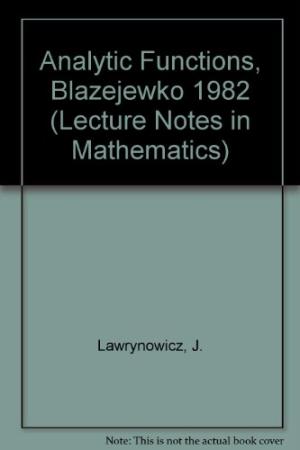 Analytic Functions,
Blazejewko 1982
(Lecture Notes in
Mathematics)
Lawrynowicz, J.
Note: This is not the actual book cover